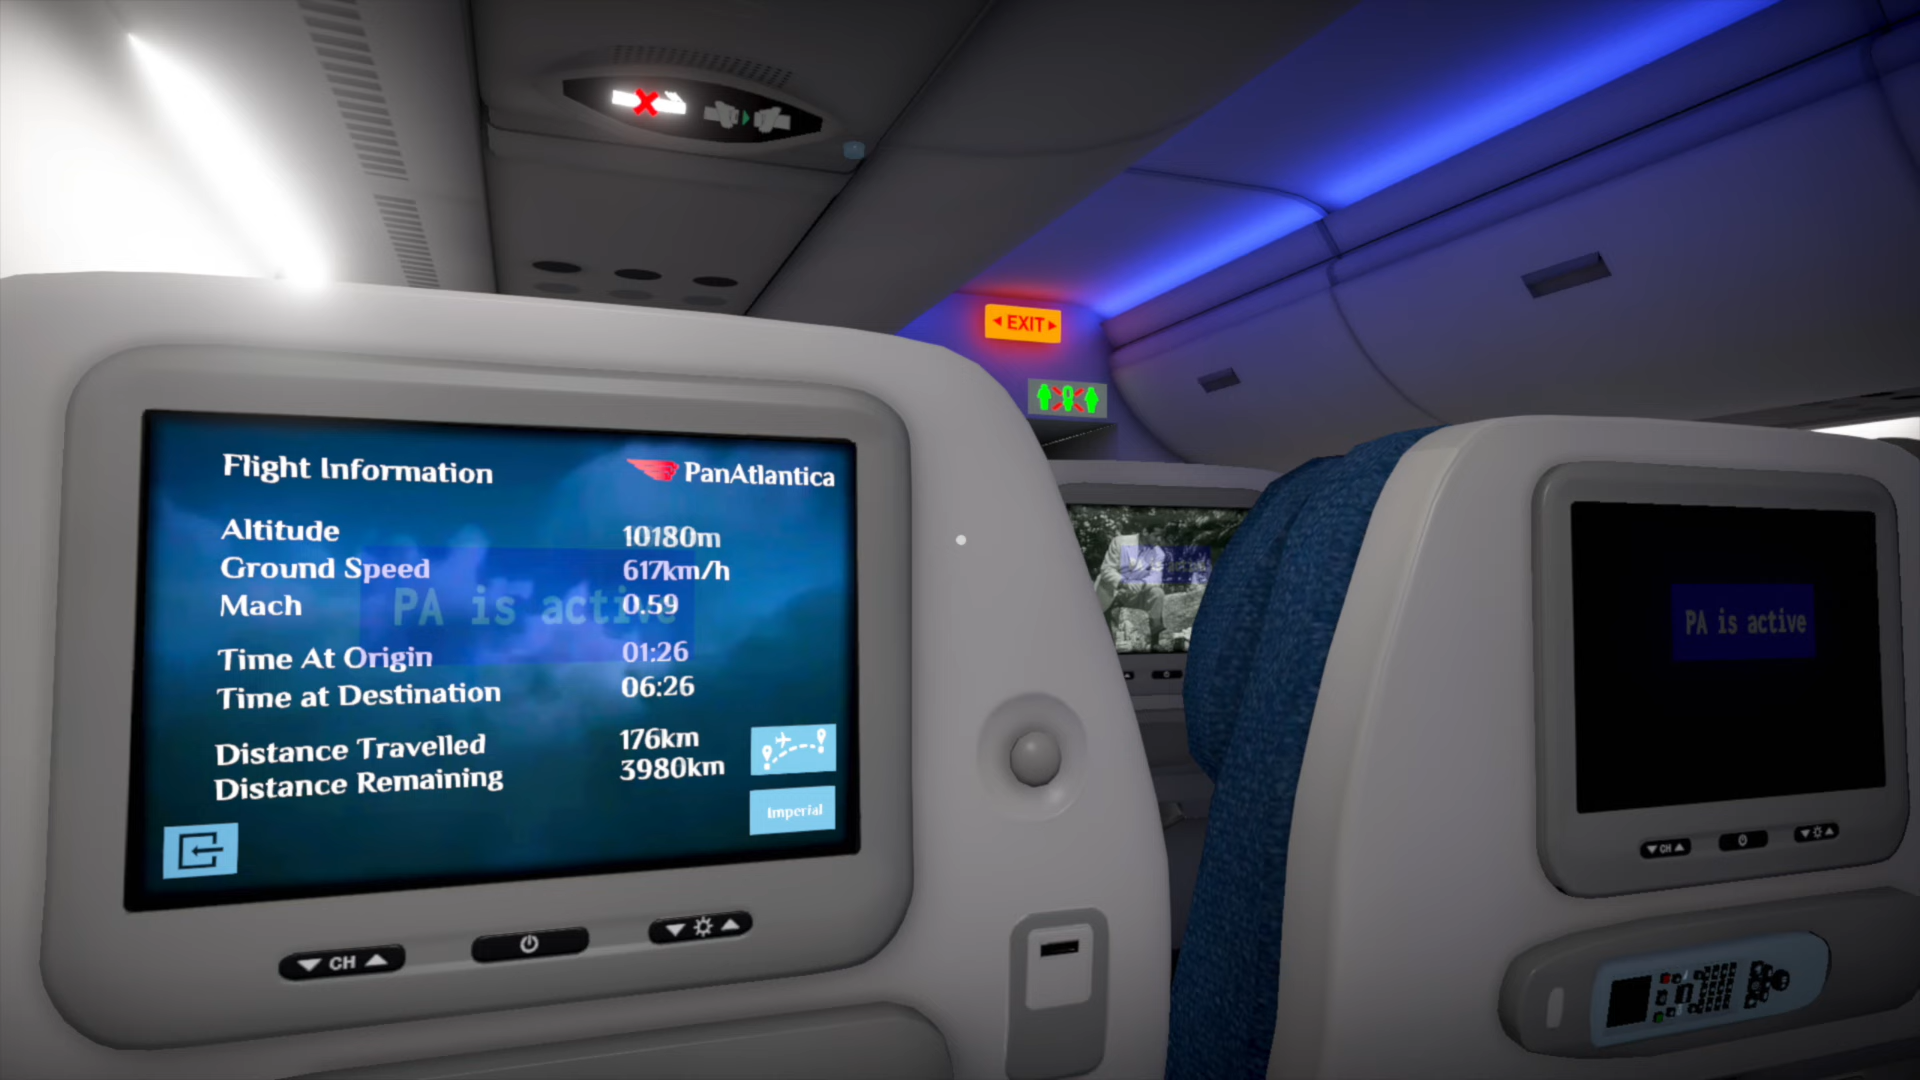 ◄ EXIT ►
Flight Information
PanAtlantica
Altitude 10180m
Ground Speed 617km/h
Mach 0.59
PA is active
Time At Origin 01:26
Time at Destination 06:26
Distance Travelled 176km
Distance Remaining 3980km
Imperial
▼ CH ▲
PA is active
▼ CH ▲